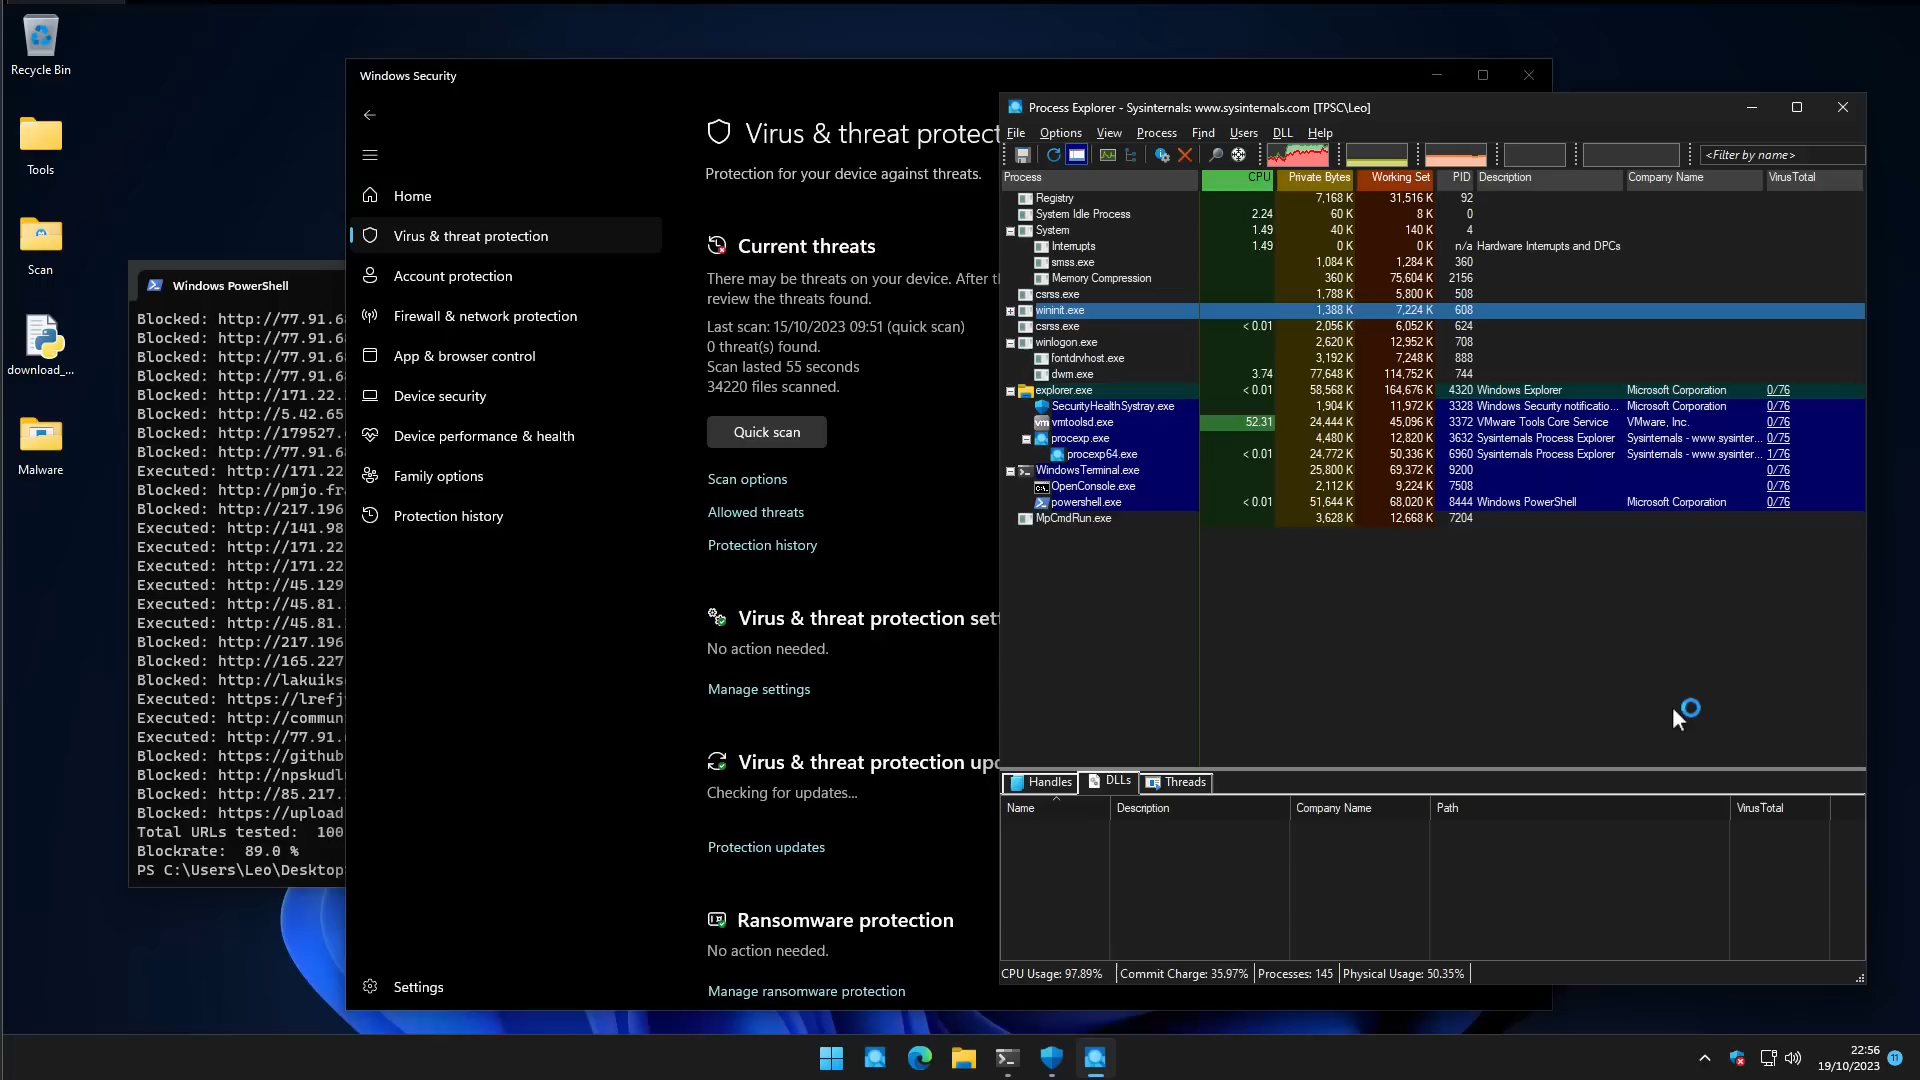 Recycle Bin
Tools
Scan
download_...
Malware
Windows PowerShell
Blocked: http://77.91.6
Blocked: http://77.91.6
Blocked: http://77.91.6
Blocked: http://77.91.6
Blocked: http://171.22.
Blocked: http://5.42.65
Blocked: http://179527.
Blocked: http://77.91.6
Executed: http://171.22
Blocked: http://pmjo.fr
Blocked: http://217.196
Executed: http://141.98
Executed: http://171.22
Executed: http://171.22
Executed: http://45.129
Executed: http://45.81.
Executed: http://45.81.
Blocked: http://217.196
Blocked: http://165.227
Blocked: http://lakuiks
Executed: https://lrefj
Executed: http://commun
Executed: http://77.91.
Blocked: https://github
Blocked: http://npskudl
Blocked: http://85.217.
Blocked: https://upload
Total URLs tested: 100
Blockrate: 89.0 %
PS C:\Users\Leo\Desktop
Windows Security
Home
Virus & threat protection
Account protection
Firewall & network protection
App & browser control
Device security
Device performance & health
Family options
Protection history
Settings
Virus & threat protect
Protection for your device against threats.
Current threats
There may be threats on your device. After t
review the threats found.
Last scan: 15/10/2023 09:51 (quick scan)
0 threat(s) found.
Scan lasted 55 seconds
34220 files scanned.
Quick scan
Scan options
Allowed threats
Protection history
Virus & threat protection set
No action needed.
Manage settings
Virus & threat protection up
Checking for updates...
Protection updates
Ransomware protection
No action needed.
Manage ransomware protection
Process Explorer - Sysinternals: www.sysinternals.com [TPSC\Leo]
File Options View Process Find Users DLL Help
<Filter by name>
Process CPU Private Bytes Working Set PID Description Company Name VirusTotal
Registry 7,168 K 31,516 K 92
System Idle Process 2.24 60 K 8 K 0
System 1.49 40 K 140 K 4
Interrupts 1.49 0 K 0 K n/a Hardware Interrupts and DPCs
smss.exe 1,084 K 1,284 K 360
Memory Compression 360 K 75,604 K 2156
csrss.exe 1,788 K 5,800 K 508
wininit.exe 1,388 K 7,224 K 608
csrss.exe < 0.01 2,056 K 6,052 K 624
winlogon.exe 2,620 K 12,952 K 708
fontdrvhost.exe 3,192 K 7,248 K 888
dwm.exe 3.74 77,648 K 114,752 K 744
explorer.exe < 0.01 58,568 K 164,676 K 4320 Windows Explorer Microsoft Corporation 0/76
SecurityHealthSystray.exe 1,904 K 11,972 K 3328 Windows Security notificatio... Microsoft Corporation 0/76
vm vmtoolsd.exe 52.31 24,444 K 45,096 K 3372 VMware Tools Core Service VMware, Inc. 0/76
procexp.exe 4,480 K 12,820 K 3632 Sysinternals Process Explorer Sysinternals - www.sysinter... 0/75
procexp64.exe < 0.01 24,772 K 50,336 K 6960 Sysinternals Process Explorer Sysinternals - www.sysinter... 1/76
WindowsTerminal.exe 25,800 K 69,372 K 9200 0/76
OpenConsole.exe 2,112 K 9,224 K 7508 0/76
powershell.exe < 0.01 51,644 K 68,020 K 8444 Windows PowerShell Microsoft Corporation 0/76
MpCmdRun.exe 3,628 K 12,668 K 7204
Handles DLLs Threads
Name Description Company Name Path VirusTotal
CPU Usage: 97.89% Commit Charge: 35.97% Processes: 145 Physical Usage: 50.35%
22:56
19/10/2023
11